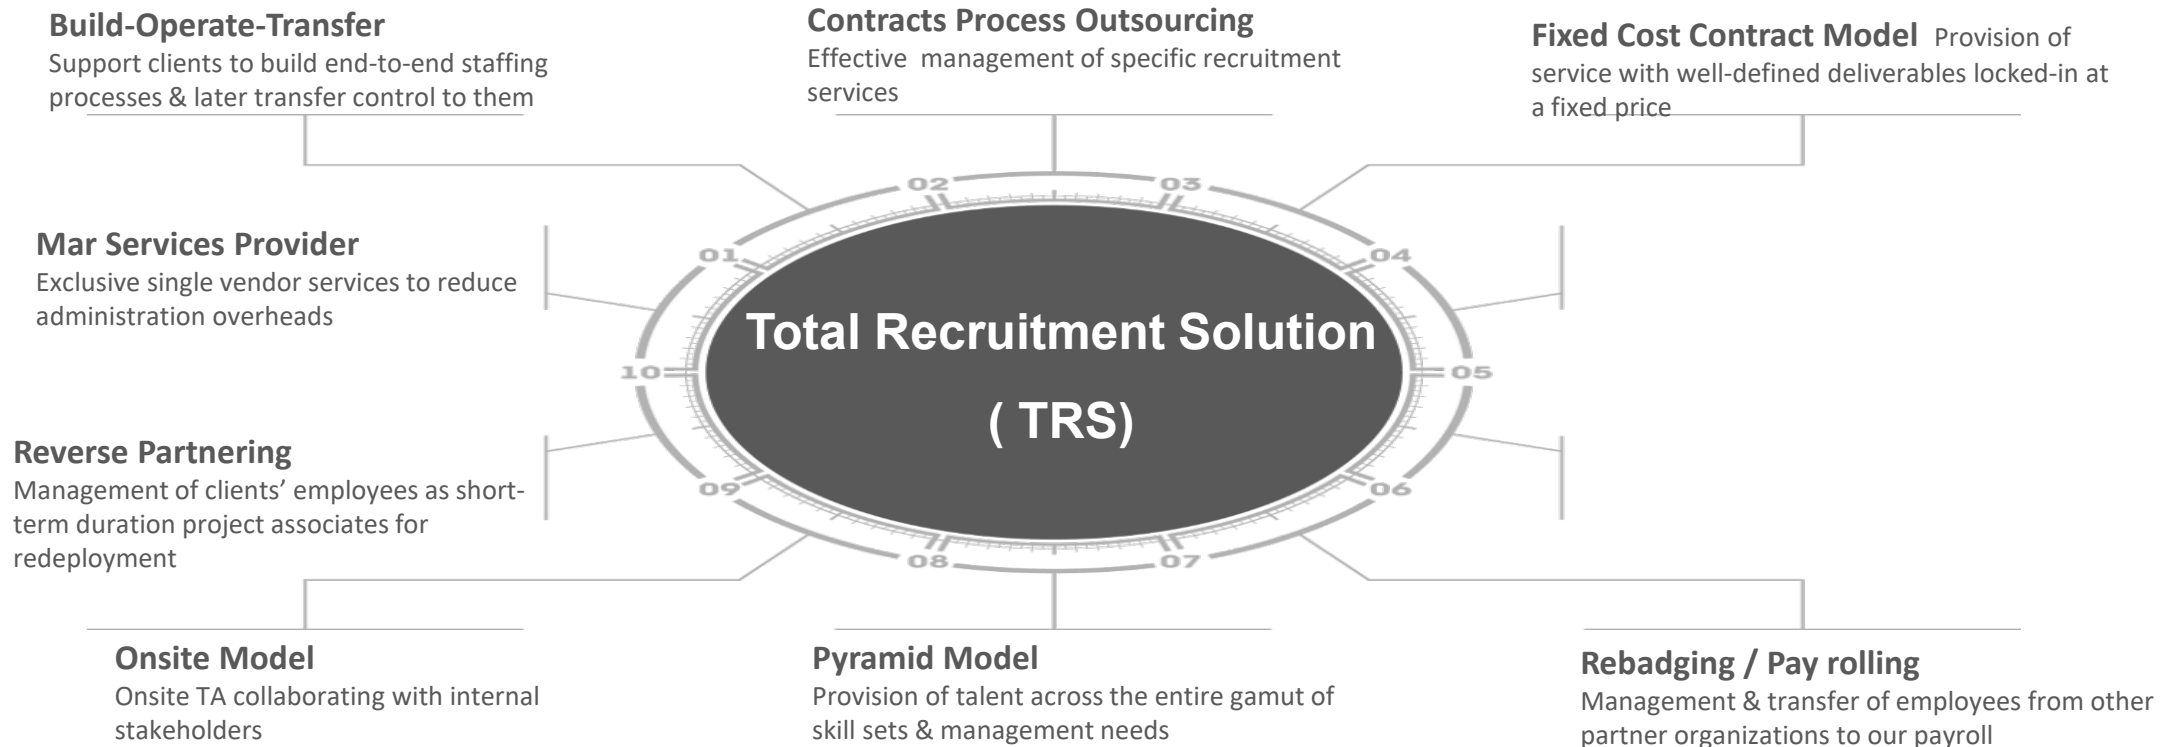 Build-Operate-Transfer
Support clients to build end-to-end staffing
processes & later transfer control to them
Contracts Process Outsourcing
Effective management of specific recruitment
services
Fixed Cost Contract Model Provision of
service with well-defined deliverables locked-in at
a fixed price
Mar Services Provider
Exclusive single vendor services to reduce
administration overheads
Reverse Partnering
Management of clients’ employees as short-
term duration project associates for
redeployment
01
02
03
04
05
06
07
08
09
10
Total Recruitment Solution
( TRS)
Onsite Model
Onsite TA collaborating with internal
stakeholders
Pyramid Model
Provision of talent across the entire gamut of
skill sets & management needs
Rebadging / Pay rolling
Management & transfer of employees from other
partner organizations to our payroll